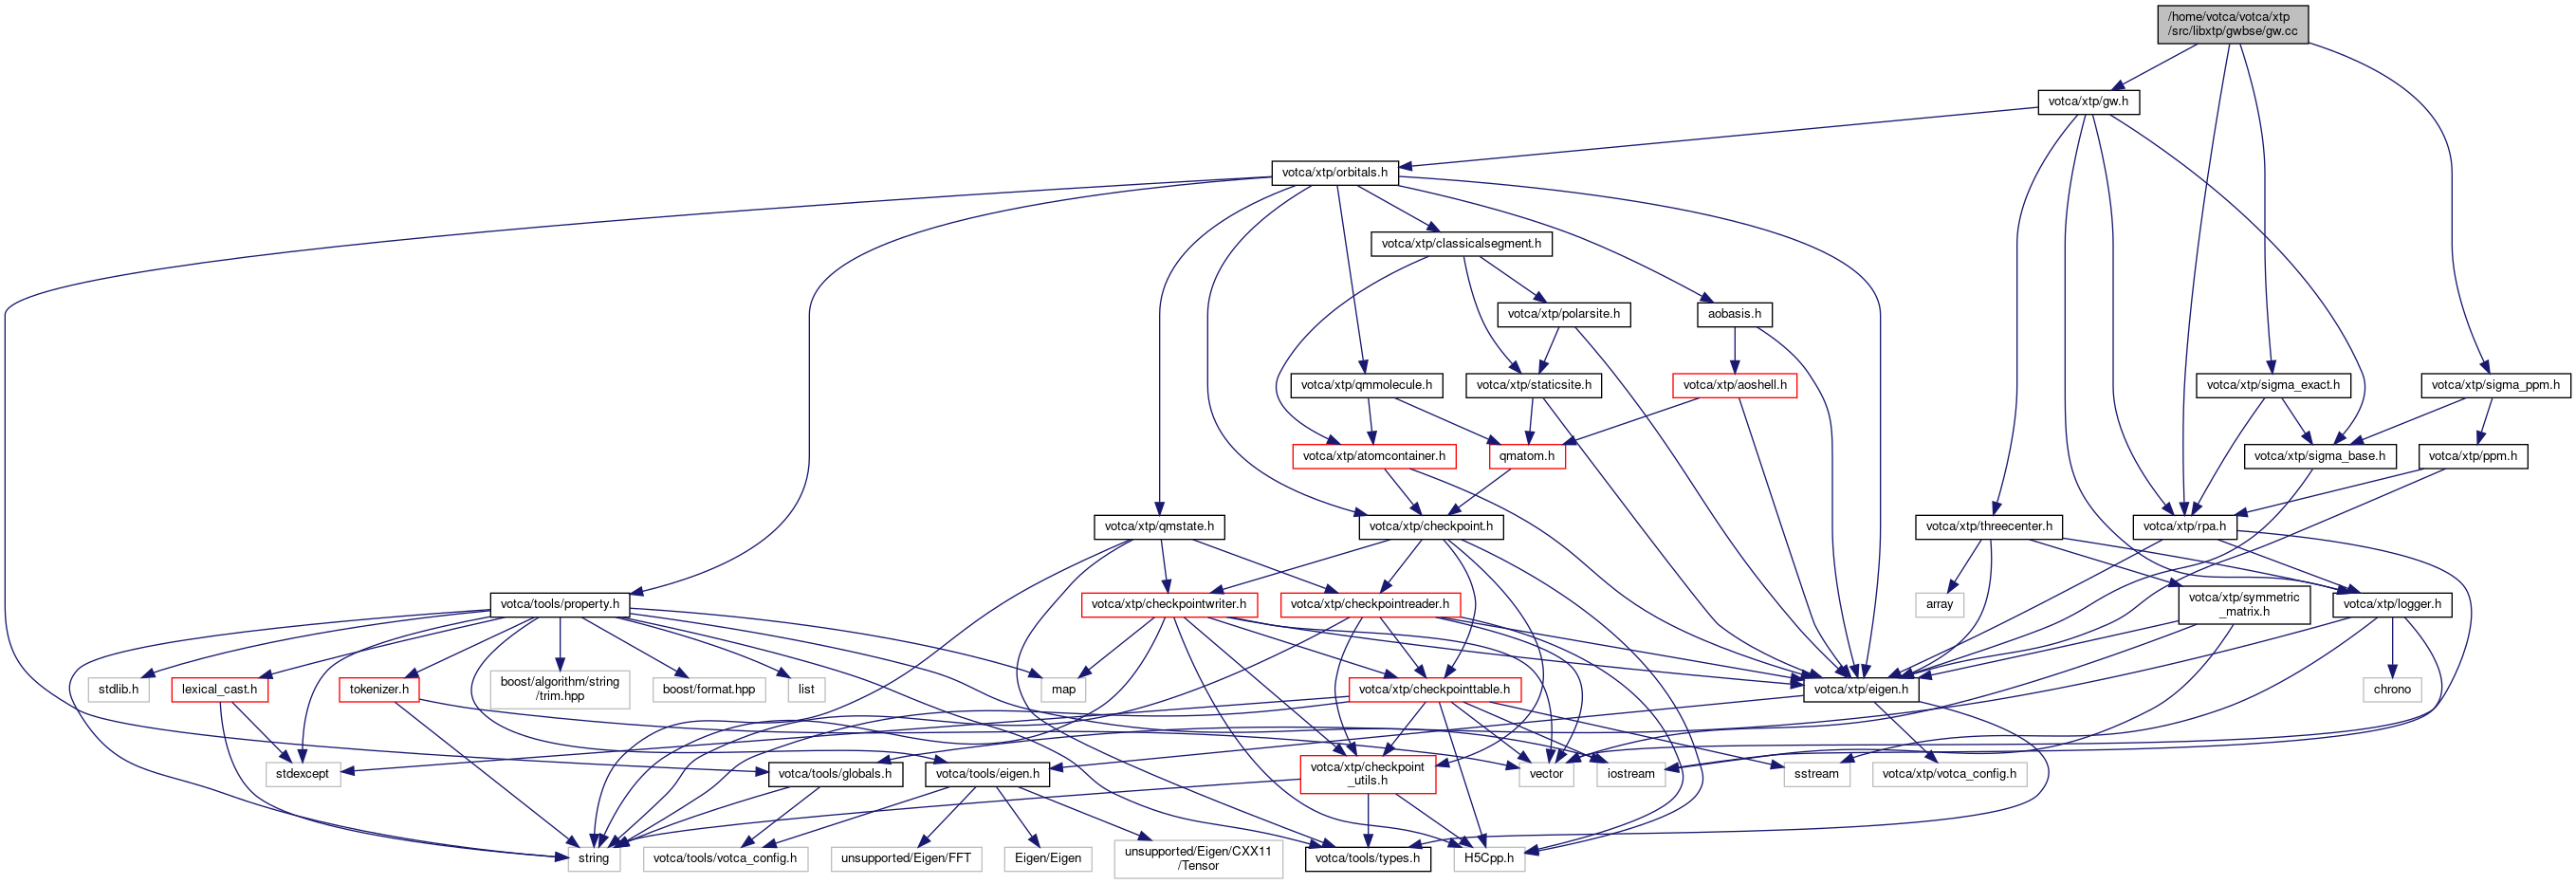 /home/votca/votca/xtp
/src/libxtp/gwbse/gw.cc
votca/xtp/gw.h
votca/xtp/orbitals.h
votca/xtp/classicalsegment.h
votca/xtp/polarsite.h
aobasis.h
votca/xtp/qmmolecule.h
votca/xtp/staticsite.h
votca/xtp/aoshell.h
votca/xtp/sigma_exact.h
votca/xtp/sigma_ppm.h
votca/xtp/atomcontainer.h
qmatom.h
votca/xtp/sigma_base.h
votca/xtp/ppm.h
votca/xtp/qmstate.h
votca/xtp/checkpoint.h
votca/xtp/threecenter.h
votca/xtp/rpa.h
votca/tools/property.h
votca/xtp/checkpointwriter.h
votca/xtp/checkpointreader.h
array
votca/xtp/symmetric
_matrix.h
votca/xtp/logger.h
stdlib.h
lexical_cast.h
tokenizer.h
boost/algorithm/string
/trim.hpp
boost/format.hpp
list
map
votca/xtp/checkpointtable.h
votca/xtp/eigen.h
chrono
stdexcept
votca/tools/globals.h
votca/tools/eigen.h
votca/xtp/checkpoint
_utils.h
vector
iostream
sstream
votca/xtp/votca_config.h
string
votca/tools/votca_config.h
unsupported/Eigen/FFT
Eigen/Eigen
unsupported/Eigen/CXX11
/Tensor
votca/tools/types.h
H5Cpp.h